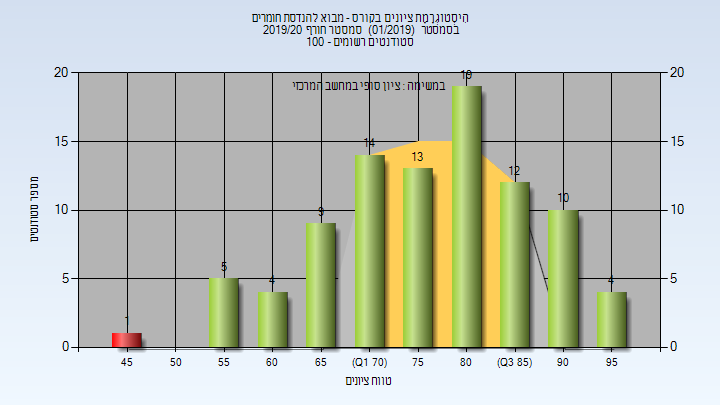 הִיסְטוֹגְרָמַת ציונים בקורס - מבוא להנדסת חומרים
בסמסטר (01/2019) סמסטר חורף 2019/20
סטודנטים רשומים - 100
במשימה : ציון סופי במחשב המרכזי
מספר סטודנטים
20 20
15 15
10 10
5 5
0 0
1 5 4 9 14 13 19 12 10 4
45 50 55 60 65 (Q1 70) 75 80 (Q3 85) 90 95
טווח ציונים